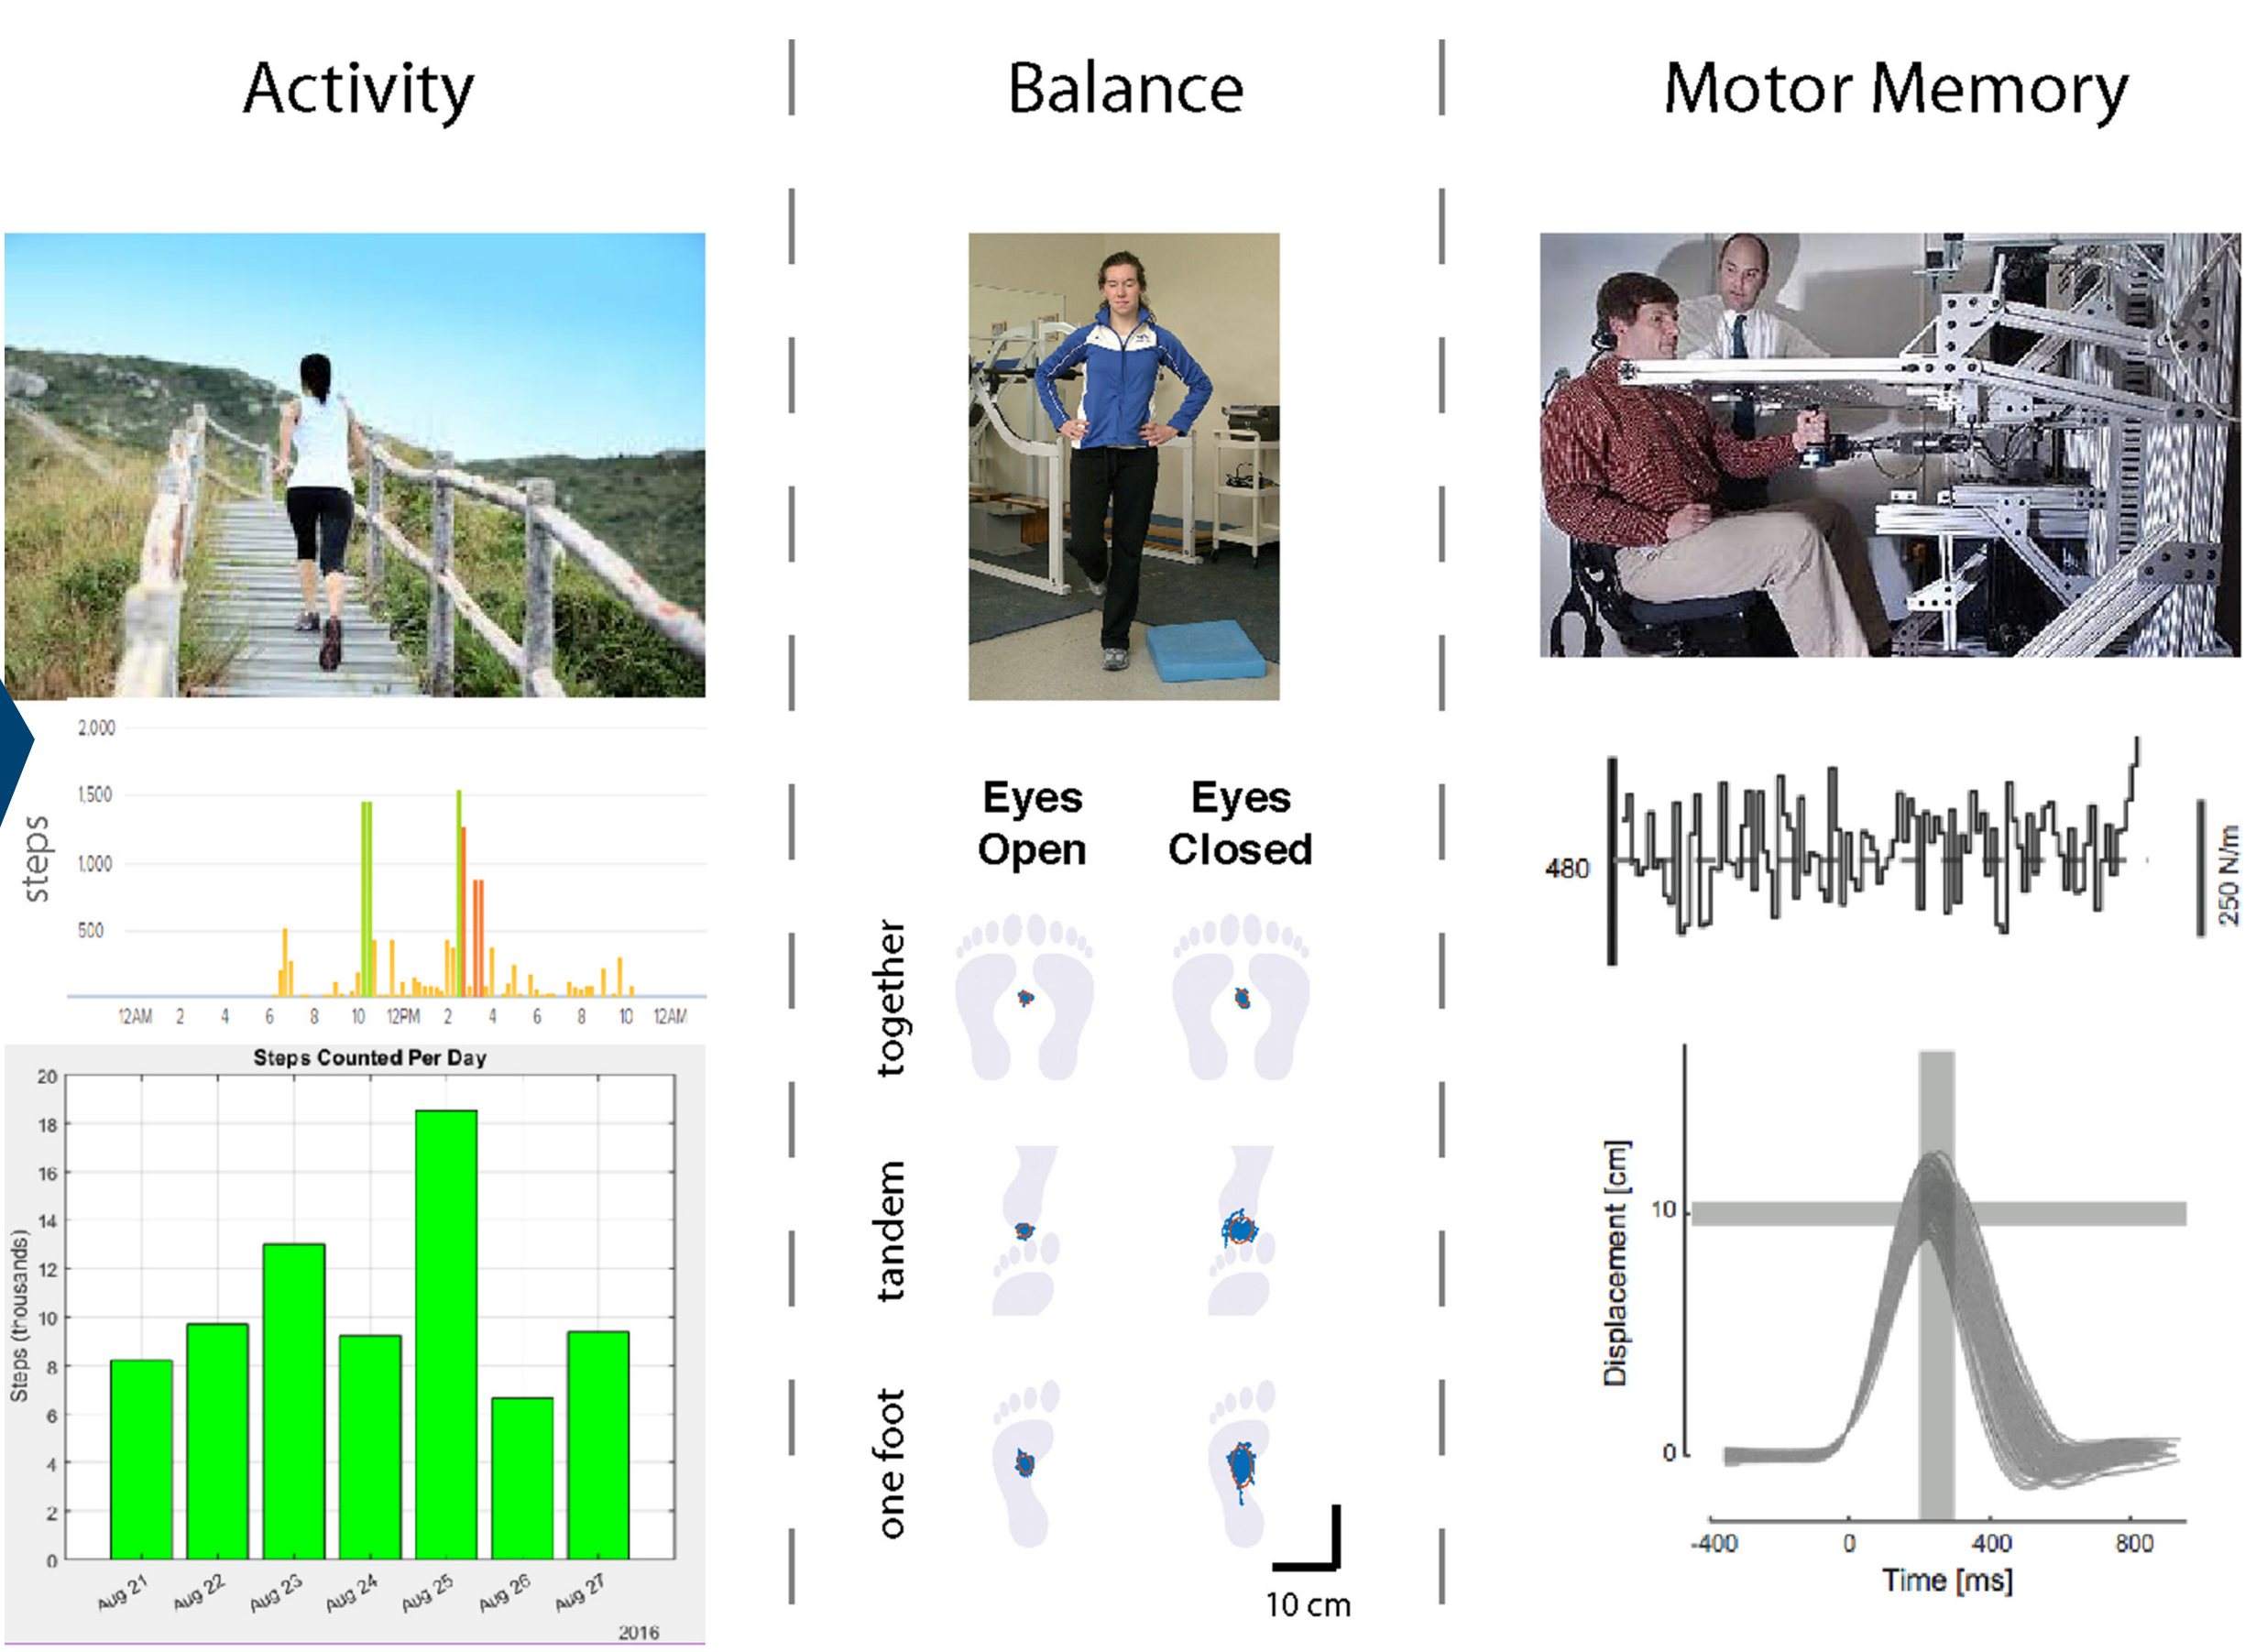 Activity
Balance
Motor Memory
2,000
1,500
1,000
500
steps
12AM 2 4 6 8 10 12PM 2 4 6 8 10 12AM
Steps Counted Per Day
20
18
16
14
12
10
8
6
4
2
0
Steps (thousands)
Aug 21 Aug 22 Aug 23 Aug 24 Aug 25 Aug 26 Aug 27
2016
Eyes Open
Eyes Closed
together
tandem
one foot
10 cm
480
250 N/m
Displacement [cm]
10
0
-400 0 400 800
Time [ms]